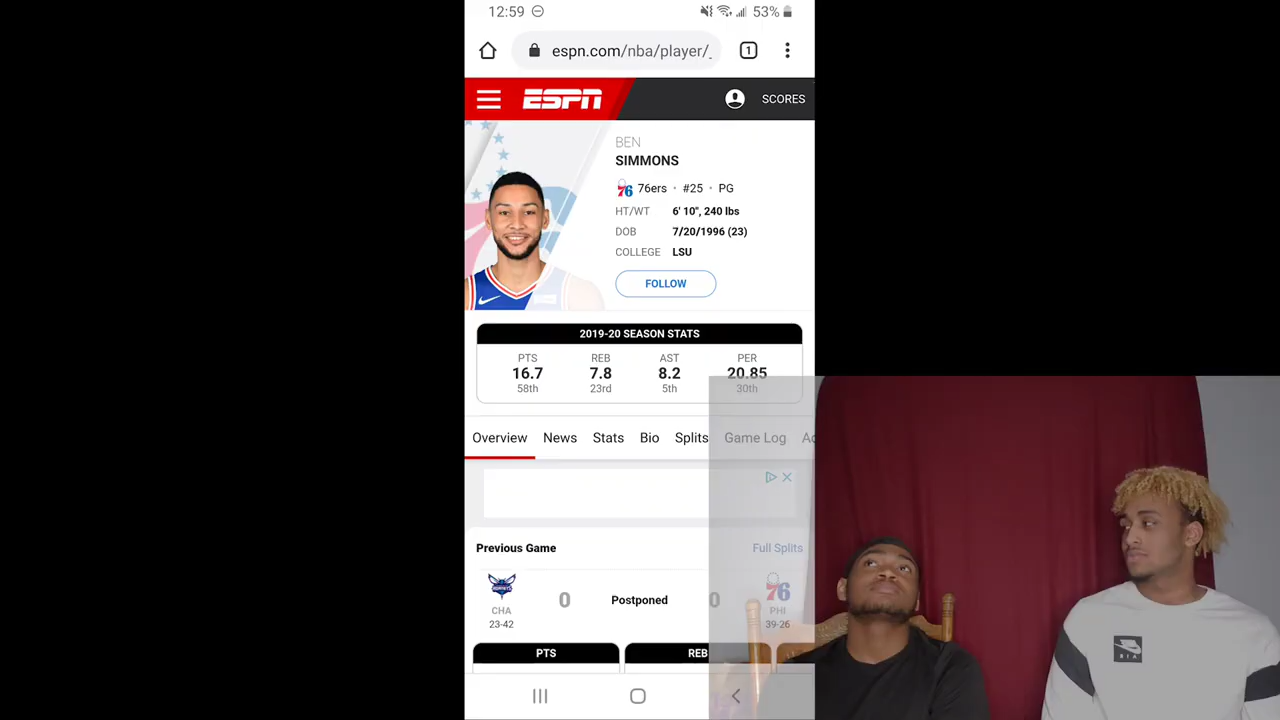 12:59 53%
espn.com/nba/player/_ 1
ESPN SCORES
BEN
SIMMONS
76 76ers · #25 · PG
HT/WT 6' 10", 240 lbs
DOB 7/20/1996 (23)
COLLEGE LSU
FOLLOW
2019-20 SEASON STATS
PTS REB AST PER
16.7 7.8 8.2 20.85
58th 23rd 5th 30th
Overview News Stats Bio Splits Game Log Ad
Previous Game Full Splits
0 Postponed 0 76
CHA PHI
23-42 39-26
PTS REB